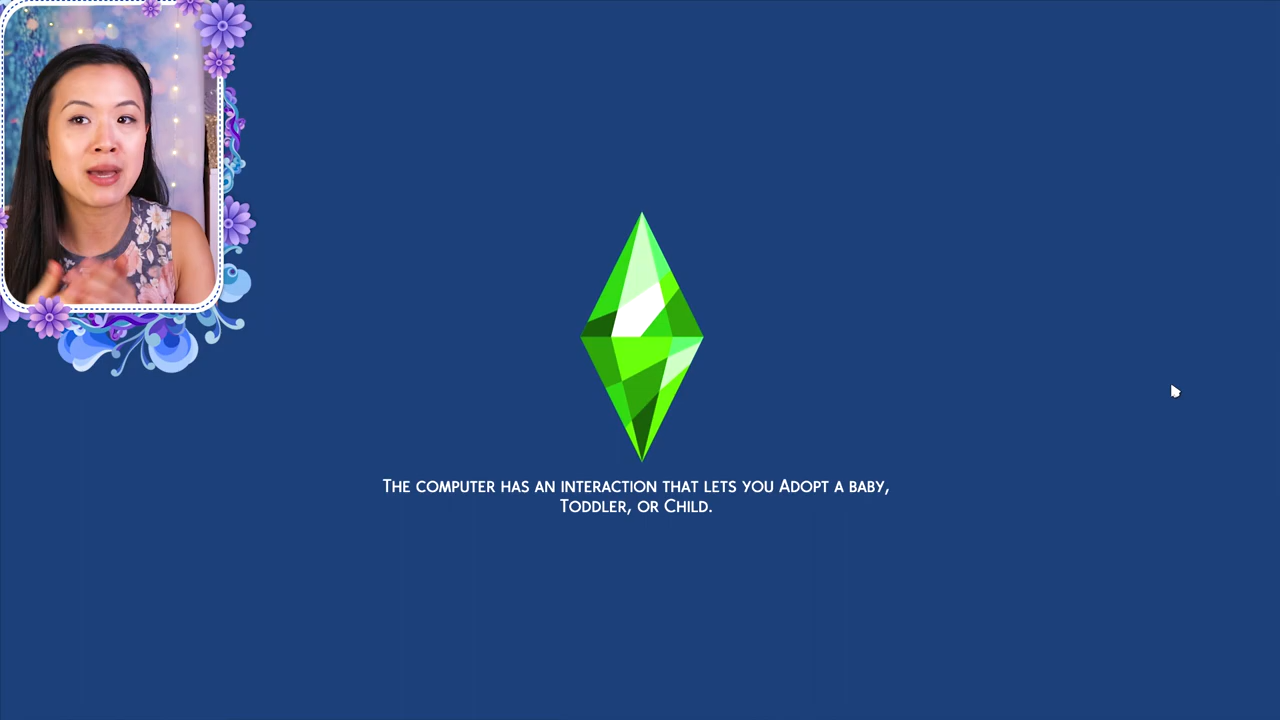 The computer has an interaction that lets you Adopt a baby,
Toddler, or Child.